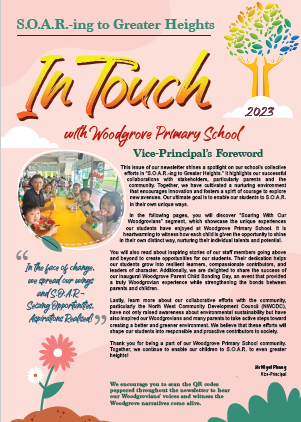 S.O.A.R.-ing to Greater Heights
In Touch
2023
with Woodgrove Primary School
Vice-Principal's Foreword
This issue of our newsletter shines a spotlight on our school's collective
efforts in "S.O.A.R-ing to Greater Heights." It highlights our successful
collaborations with stakeholders, particularly parents and the
community. Together, we have cultivated a nurturing environment
that encourages innovation and fosters a spirit of courage to explore
new avenues. Our ultimate goal is to enable our students to S.O.A.R.
in their own unique ways.
In the following pages, you will discover "Soaring With Our
Woodgrovians" segment, which showcase the unique experiences
our students have enjoyed at Woodgrove Primary School. It is
heartwarming to witness how each child is given the opportunity to shine
in their own distinct way, nurturing their individual talents and potential.
You will also read about inspiring stories of our staff members going above
and beyond to create opportunities for our students. Their dedication helps
our students grow into resilient learners, compassionate contributors, and
leaders of character. Additionally, we are delighted to share the success of
our inaugural Woodgrove Parent Child Bonding Day, an event that provided
a truly Woodgrovian experience while strengthening the bonds between
parents and children.
Lastly, learn more about our collaborative efforts with the community,
particularly the North West Community Development Council (NWCDC),
have not only raised awareness about environmental sustainability but have
also inspired our Woodgrovians and many parents to take active steps toward
creating a better and greener environment. We believe that these efforts will
shape our students into responsible and proactive contributors to society.
Thank you for being a part of our Woodgrove Primary School community.
Together, we continue to enable our children to S.O.A.R. to even greater
heights!
Mr Nigel Phang
Vice-Principal
“
In the face of change,
we spread our wings
and S.O.A.R –
Seizing Opportunities,
Aspirations Realised!
”
We encourage you to scan the QR codes
peppered throughout the newsletter to hear
our Woodgrovians' voices and witness the
Woodgrove narratives come alive.